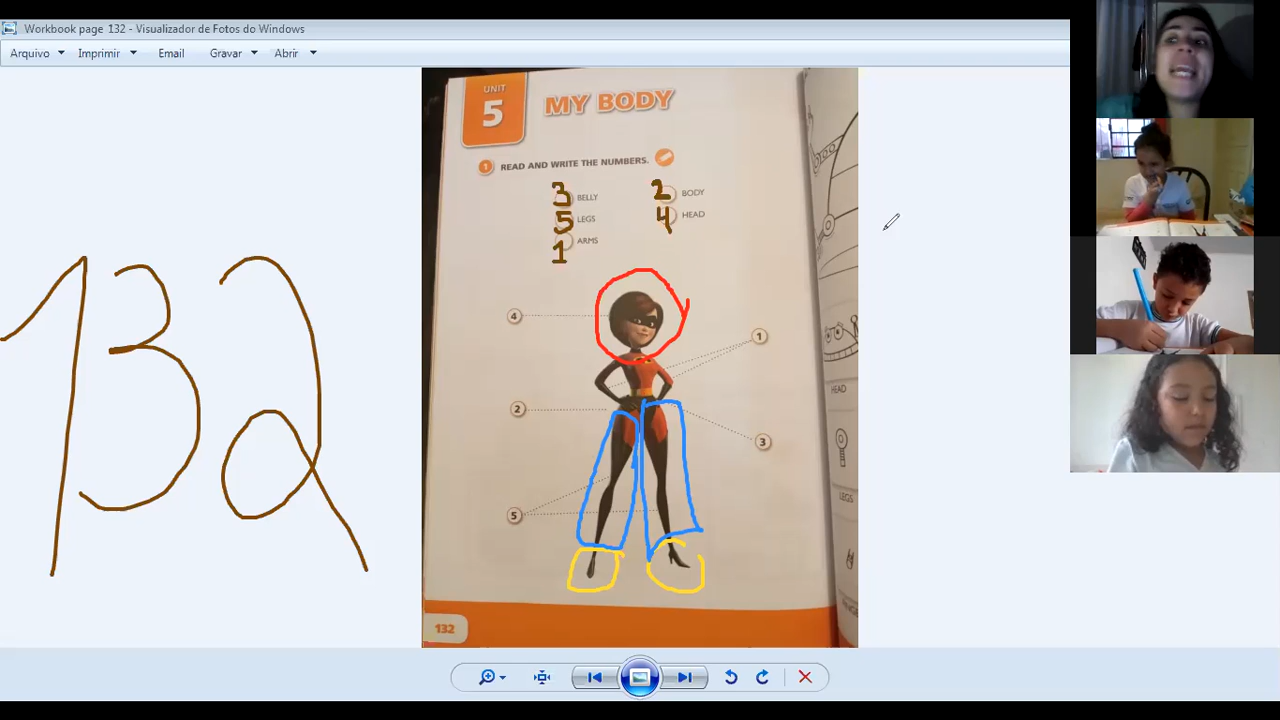 Workbook page 132 - Visualizador de Fotos do Windows
Arquivo Imprimir Email Gravar Abrir
UNIT
5
MY BODY
1 READ AND WRITE THE NUMBERS.
3 BELLY
5 LEGS
1 ARMS
2 BODY
4 HEAD
4
1
2
3
5
132
132
HEAD
LEGS